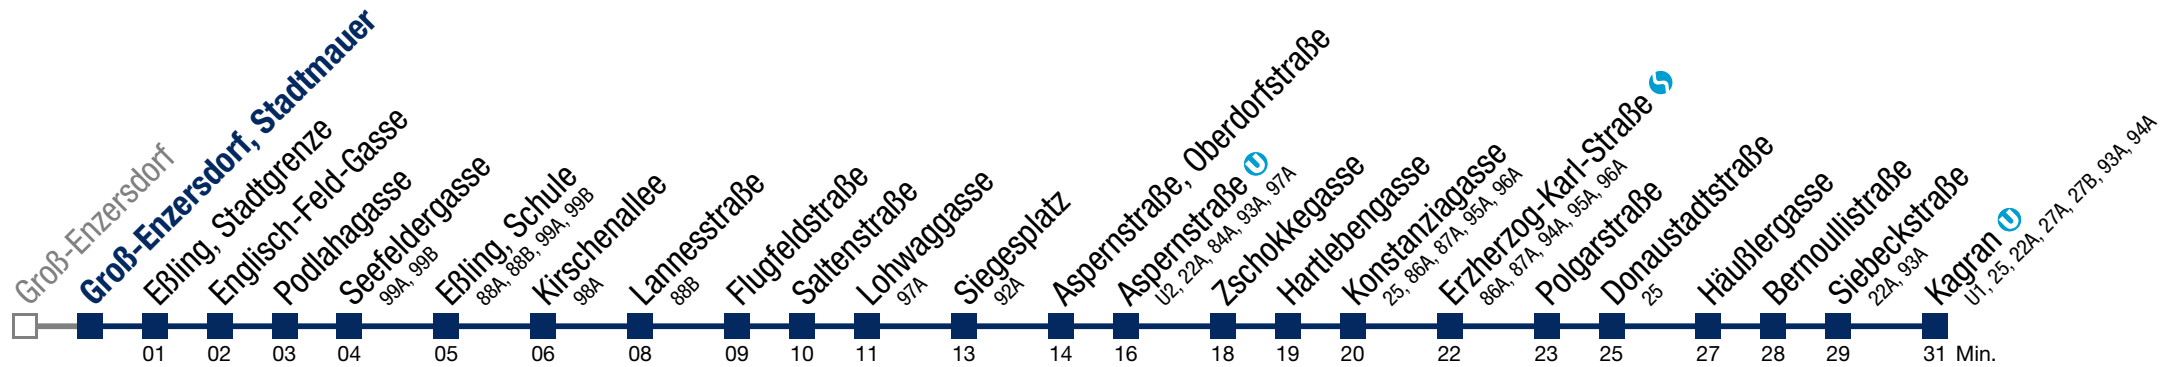 Groß-Enzersdorf
Groß-Enzersdorf, Stadtmauer
Eßling, Stadtgrenze
Englisch-Feld-Gasse
Podlahagasse
Seefeldergasse
99A, 99B
Eßling, Schule
88A, 88B, 99A, 99B
Kirschenallee
98A
Lannesstraße
88B
Flugfeldstraße
Saltenstraße
Lohwaggasse
97A
Siegesplatz
92A
Aspernstraße, Oberdorfstraße
Aspernstraße U
U2, 22A, 84A, 93A, 97A
Zschokkegasse
Hartlebengasse
Konstanziagasse
25, 86A, 87A, 95A, 96A
Erzherzog-Karl-Straße S
86A, 87A, 94A, 95A, 96A
Polgarstraße
Donaustadtstraße
25
Häußlergasse
Bernoullistraße
Siebeckstraße
22A, 93A
Kagran U
U1, 25, 22A, 27A, 27B, 93A, 94A
01 02 03 04 05 06 08 09 10 11 13 14 16 18 19 20 22 23 25 27 28 29 31 Min.